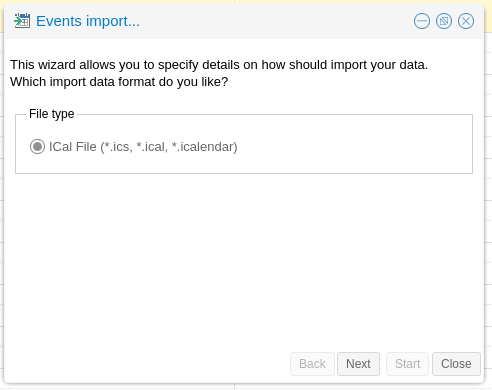 Events import...
This wizard allows you to specify details on how should import your data.
Which import data format do you like?
File type
ICal File (*.ics, *.ical, *.icalendar)
Back Next Start Close